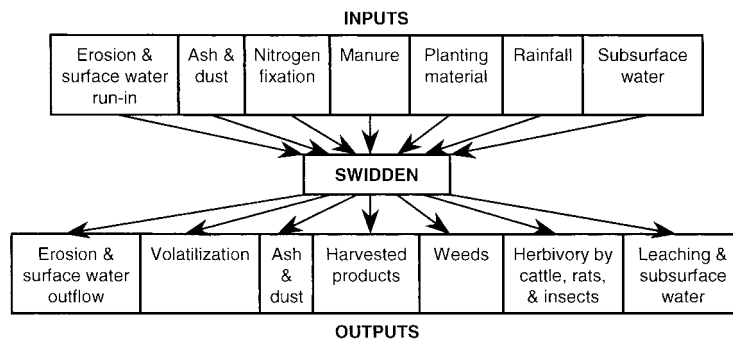 INPUTS
Erosion &
surface water
run-in
Ash &
dust
Nitrogen
fixation
Manure
Planting
material
Rainfall
Subsurface
water
SWIDDEN
Erosion &
surface water
outflow
Volatilization
Ash
&
dust
Harvested
products
Weeds
Herbivory by
cattle, rats,
& insects
Leaching &
subsurface
water
OUTPUTS